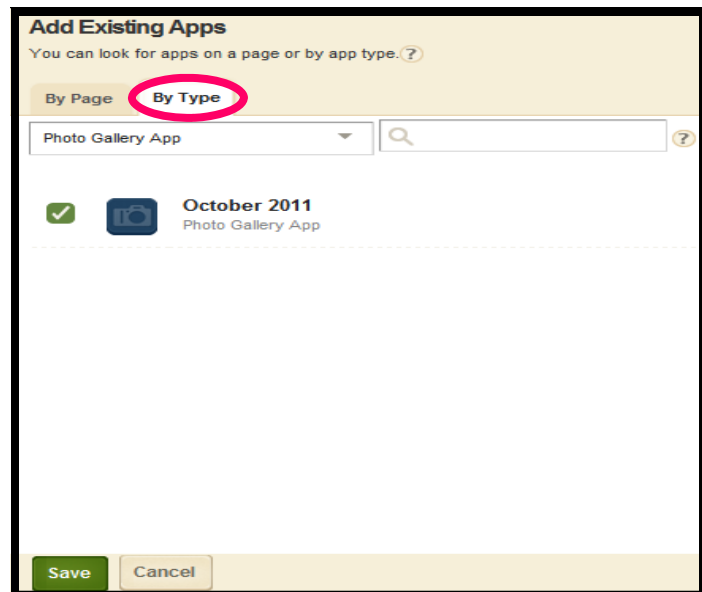 Add Existing Apps
You can look for apps on a page or by app type. ?
By Page By Type
Photo Gallery App ?
October 2011
Photo Gallery App
Save Cancel